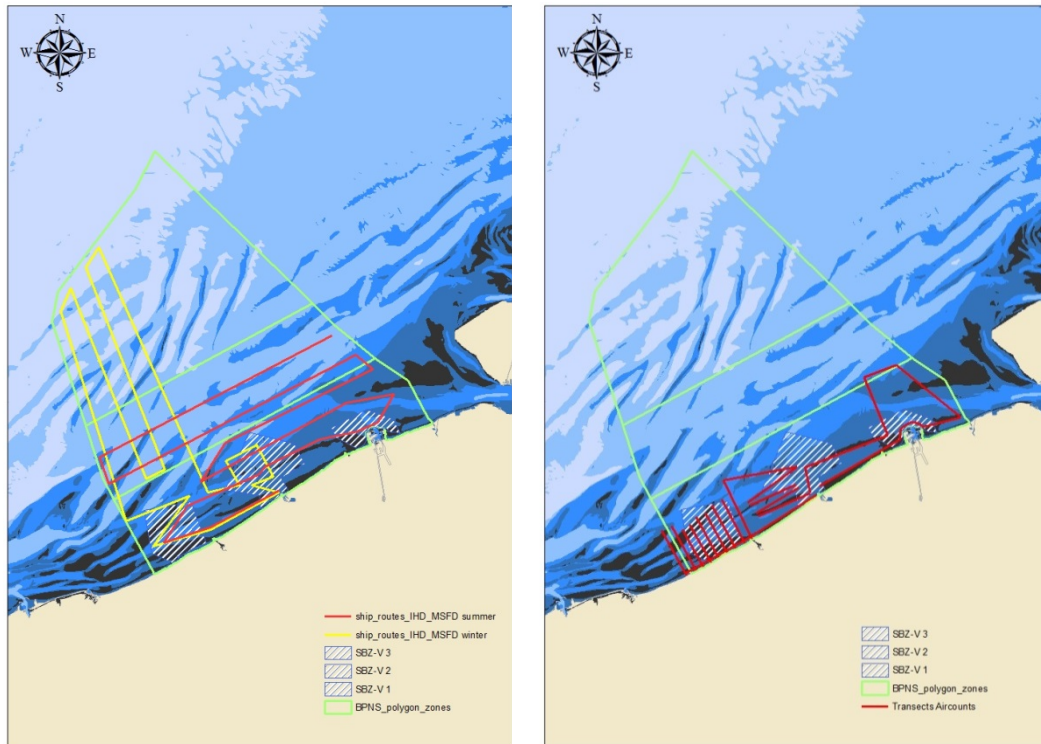 N
W E
S
ship_routes_IHD_MSFD summer
ship_routes_IHD_MSFD winter
SBZ-V 3
SBZ-V 2
SBZ-V 1
BPNS_polygon_zones
N
W E
S
SBZ-V 3
SBZ-V 2
SBZ-V 1
BPNS_polygon_zones
Transects Aircounts